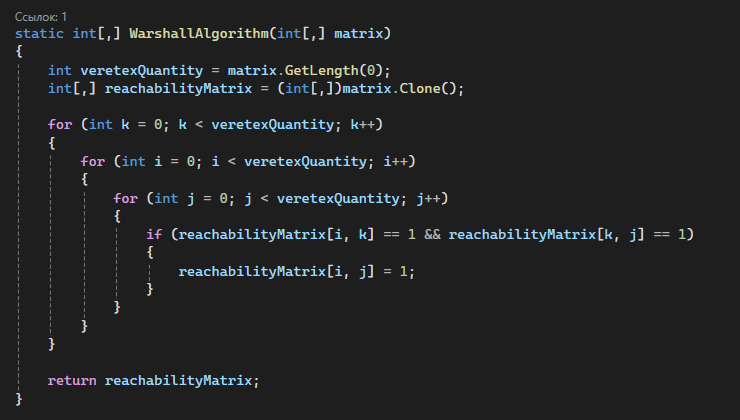 Ссылок: 1
static int[,] WarshallAlgorithm(int[,] matrix)
{
    int veretexQuantity = matrix.GetLength(0);
    int[,] reachabilityMatrix = (int[,])matrix.Clone();

    for (int k = 0; k < veretexQuantity; k++)
    {
        for (int i = 0; i < veretexQuantity; i++)
        {
            for (int j = 0; j < veretexQuantity; j++)
            {
                if (reachabilityMatrix[i, k] == 1 && reachabilityMatrix[k, j] == 1)
                {
                    reachabilityMatrix[i, j] = 1;
                }
            }
        }
    }

    return reachabilityMatrix;
}